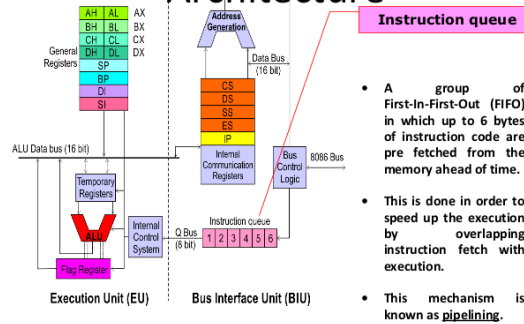 Architecture
Instruction queue
AH AL AX
BH BL BX
CH CL CX
DH DL DX
General
Registers
SP
BP
DI
SI
Address
Generation
Data Bus
(16 bit)
CS
DS
SS
ES
IP
Internal
Communication
Registers
ALU Data bus (16 bit)
Bus
Control
Logic
8086 Bus
Temporary
Registers
ALU
Flag Register
Internal
Control
System
Q Bus
(8 bit)
Instruction queue
1 2 3 4 5 6
Execution Unit (EU)
Bus Interface Unit (BIU)
• A group of
First-In-First-Out (FIFO)
in which up to 6 bytes
of instruction code are
pre fetched from the
memory ahead of time.
• This is done in order to
speed up the execution
by overlapping
instruction fetch with
execution.
• This mechanism is
known as pipelining.